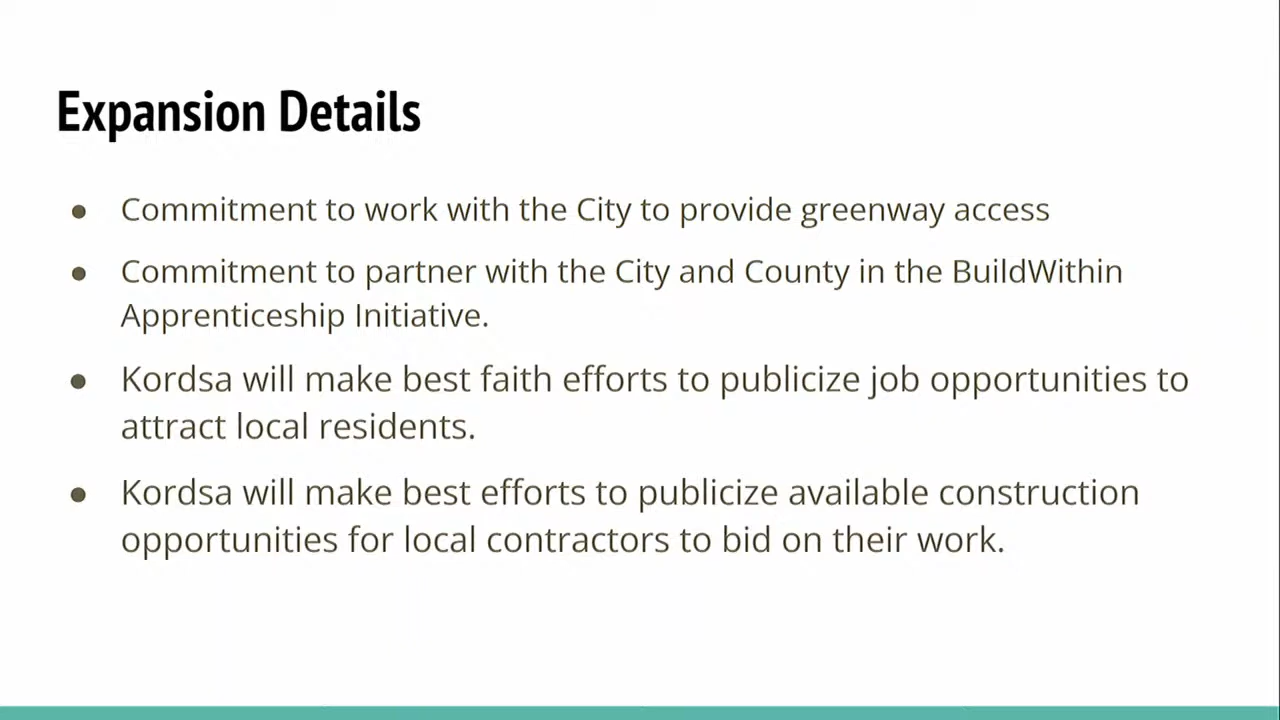 Expansion Details
● Commitment to work with the City to provide greenway access
● Commitment to partner with the City and County in the BuildWithin
Apprenticeship Initiative.
● Kordsa will make best faith efforts to publicize job opportunities to
attract local residents.
● Kordsa will make best efforts to publicize available construction
opportunities for local contractors to bid on their work.